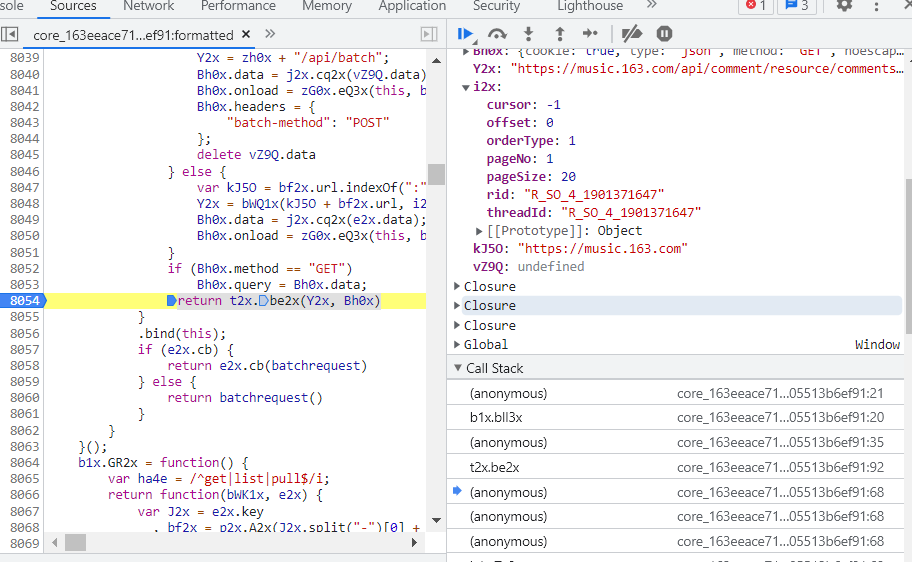 sole Sources Network Performance Memory Application Security Lighthouse » 1 3
core_163eeace71...ef91:formatted × »
8039 Y2x = zh0x + "/api/batch";
8040 Bh0x.data = j2x.cq2x(vZ9Q.data)
8041 Bh0x.onload = zG0x.eQ3x(this, b
8042 Bh0x.headers = {
8043 "batch-method": "POST"
8044 };
8045 delete vZ9Q.data
8046 } else {
8047 var kJ5O = bf2x.url.indexOf(":"
8048 Y2x = bWQ1x(kJ5O + bf2x.url, i2
8049 Bh0x.data = j2x.cq2x(e2x.data);
8050 Bh0x.onload = zG0x.eQ3x(this, b
8051 }
8052 if (Bh0x.method == "GET")
8053 Bh0x.query = Bh0x.data;
8054 return t2x.be2x(Y2x, Bh0x)
8055 }
8056 .bind(this);
8057 if (e2x.cb) {
8058 return e2x.cb(batchrequest)
8059 } else {
8060 return batchrequest()
8061 }
8062 }
8063 }();
8064 b1x.GR2x = function() {
8065 var ha4e = /^get|list|pull$/i;
8066 return function(bWK1x, e2x) {
8067 var J2x = e2x.key
8068 , bf2x = p2x.A2x(J2x.split("-")[0] +
8069
Bh0x: {cookie: true, type: "json", method: "GET", noescap…
Y2x: "https://music.163.com/api/comment/resource/comments…
i2x:
cursor: -1
offset: 0
orderType: 1
pageNo: 1
pageSize: 20
rid: "R_SO_4_1901371647"
threadId: "R_SO_4_1901371647"
[[Prototype]]: Object
kJ5O: "https://music.163.com"
vZ9Q: undefined
Closure
Closure
Closure
Global Window
Call Stack
(anonymous) core_163eeace71...05513b6ef91:21
b1x.bll3x core_163eeace71...05513b6ef91:20
(anonymous) core_163eeace71...05513b6ef91:35
t2x.be2x core_163eeace71...05513b6ef91:92
(anonymous) core_163eeace71...05513b6ef91:68
(anonymous) core_163eeace71...05513b6ef91:68
(anonymous) core_163eeace71...05513b6ef91:68